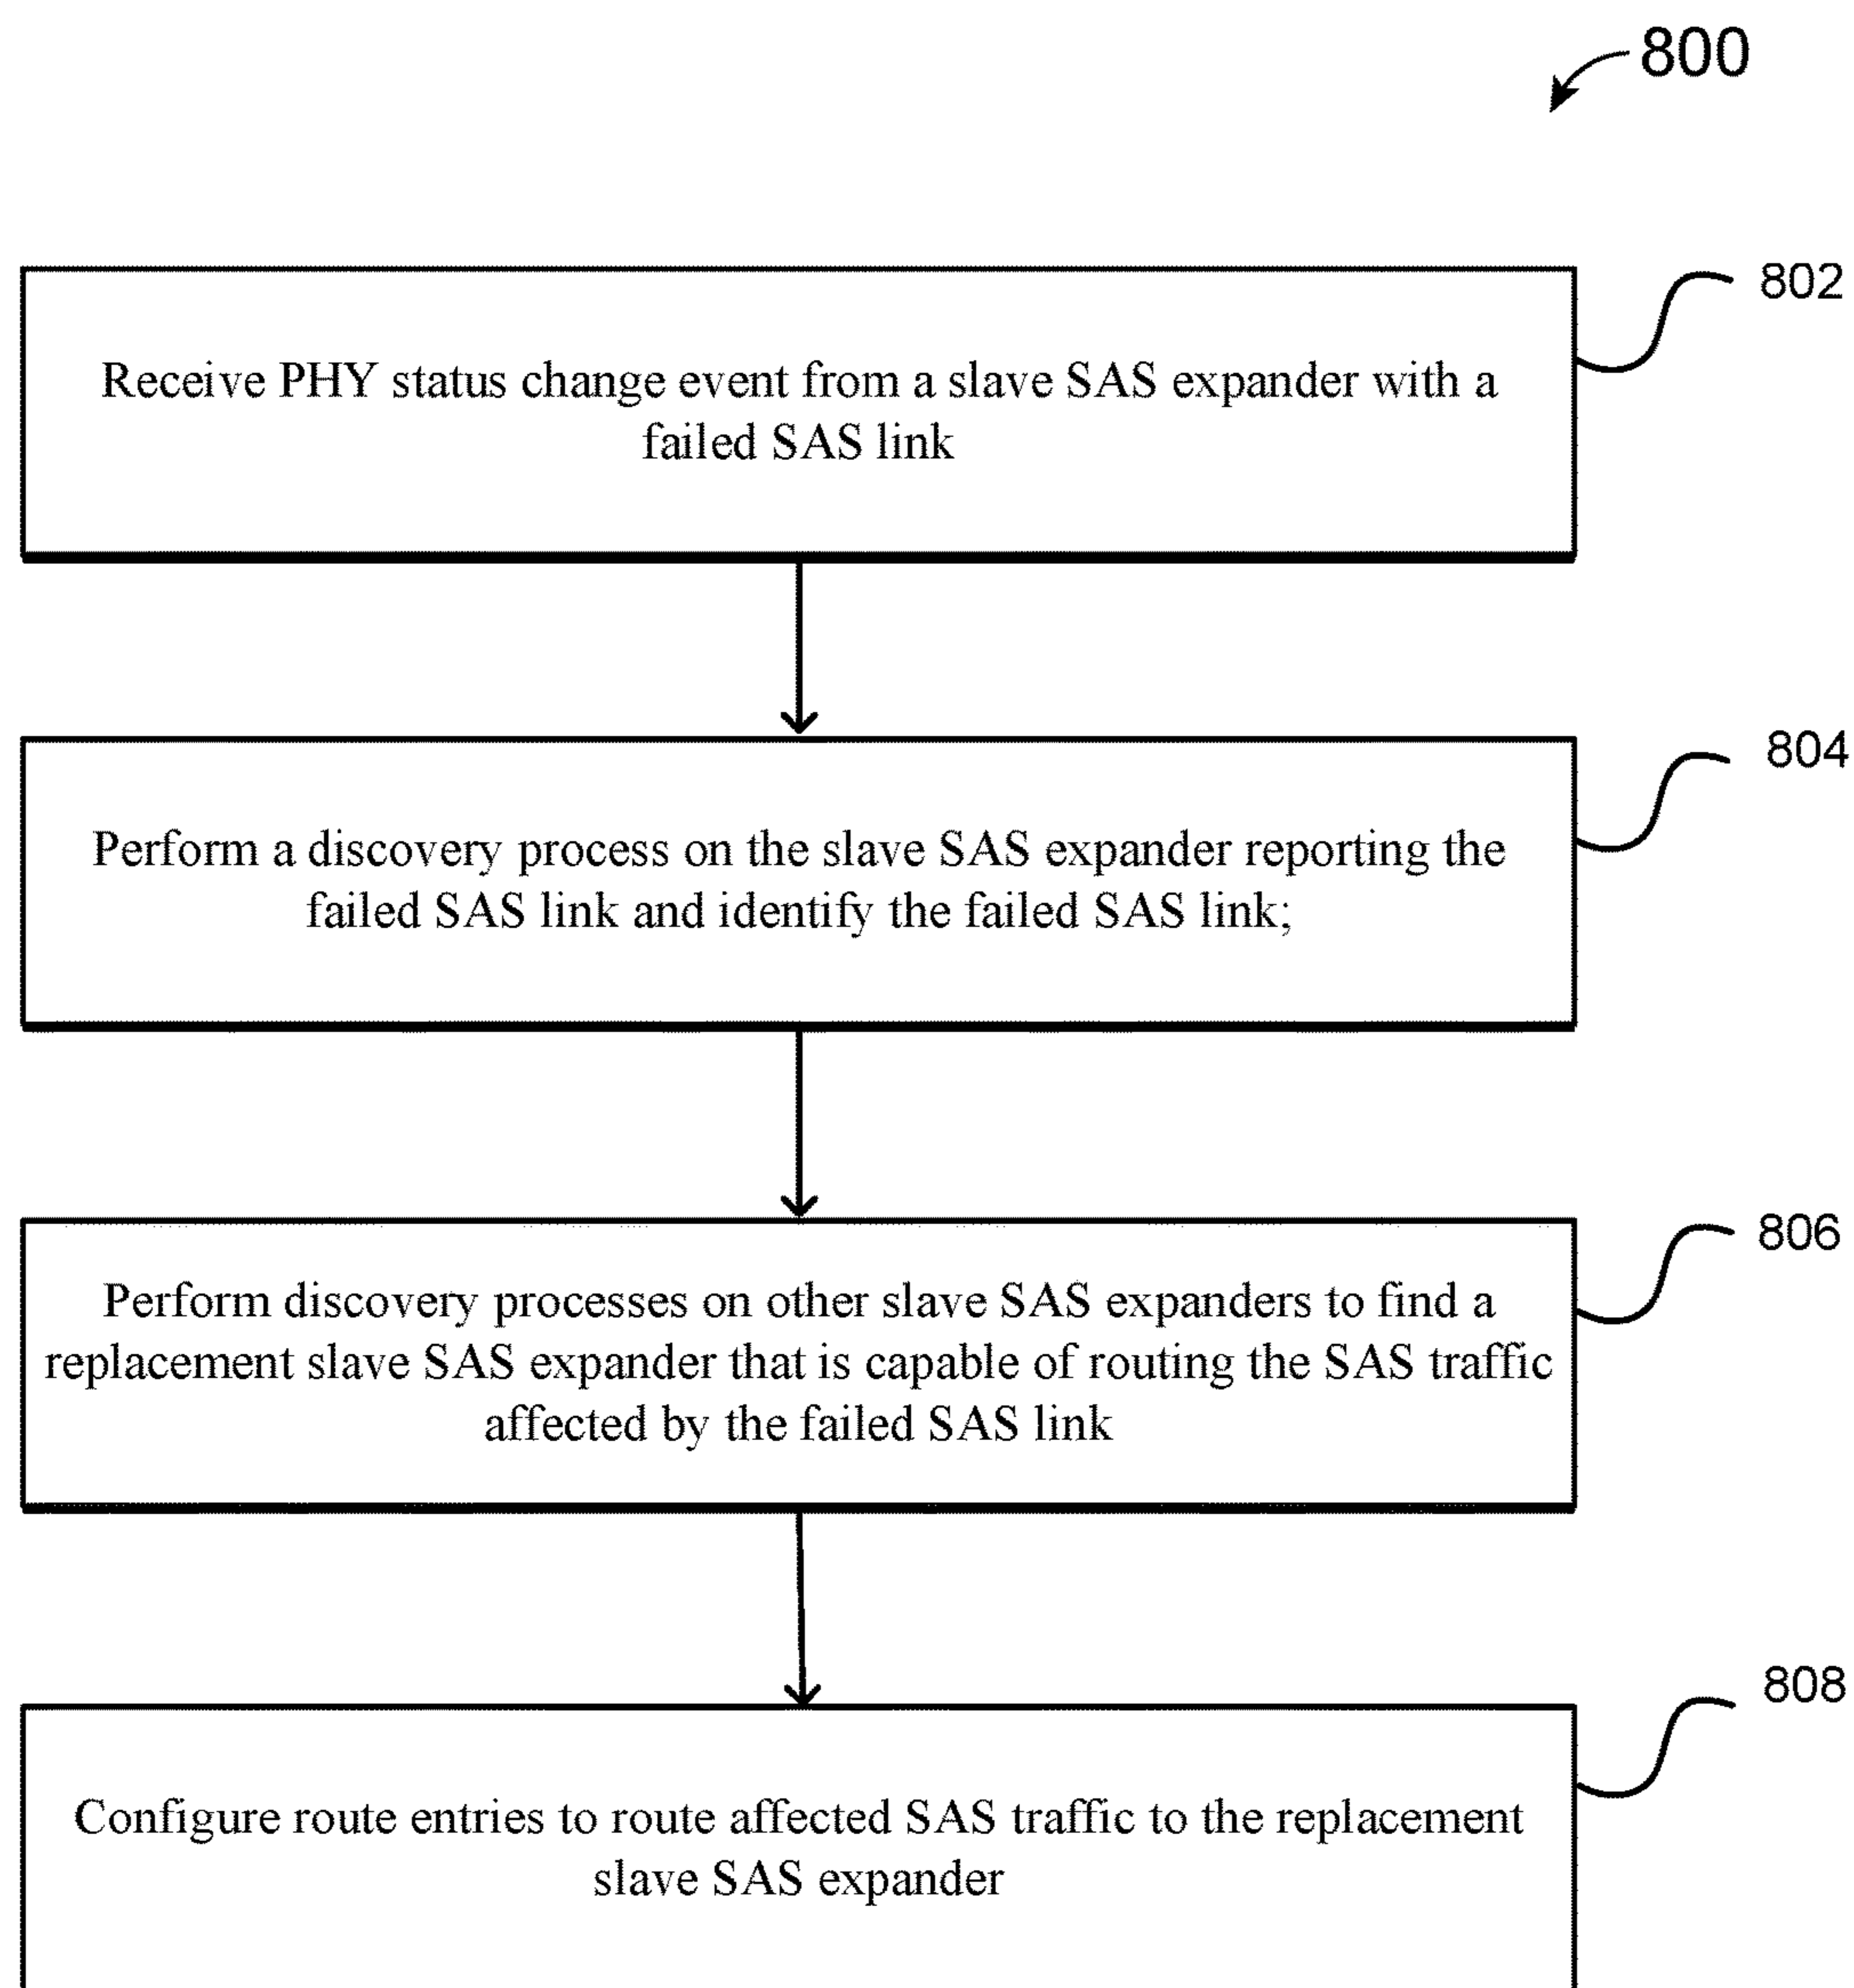 800
802
Receive PHY status change event from a slave SAS expander with a
failed SAS link
804
Perform a discovery process on the slave SAS expander reporting the
failed SAS link and identify the failed SAS link;
806
Perform discovery processes on other slave SAS expanders to find a
replacement slave SAS expander that is capable of routing the SAS traffic
affected by the failed SAS link
808
Configure route entries to route affected SAS traffic to the replacement
slave SAS expander